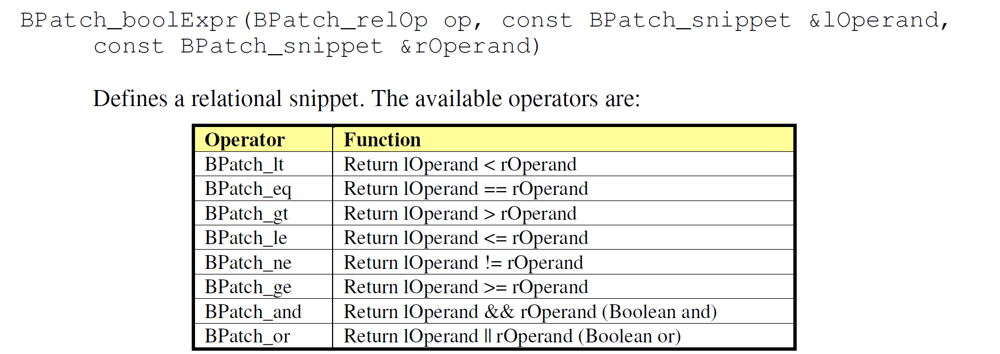 BPatch_boolExpr(BPatch_relOp op, const BPatch_snippet &lOperand,
const BPatch_snippet &rOperand)
Defines a relational snippet. The available operators are:
Operator Function
BPatch_lt Return lOperand < rOperand
BPatch_eq Return lOperand == rOperand
BPatch_gt Return lOperand > rOperand
BPatch_le Return lOperand <= rOperand
BPatch_ne Return lOperand != rOperand
BPatch_ge Return lOperand >= rOperand
BPatch_and Return lOperand && rOperand (Boolean and)
BPatch_or Return lOperand || rOperand (Boolean or)